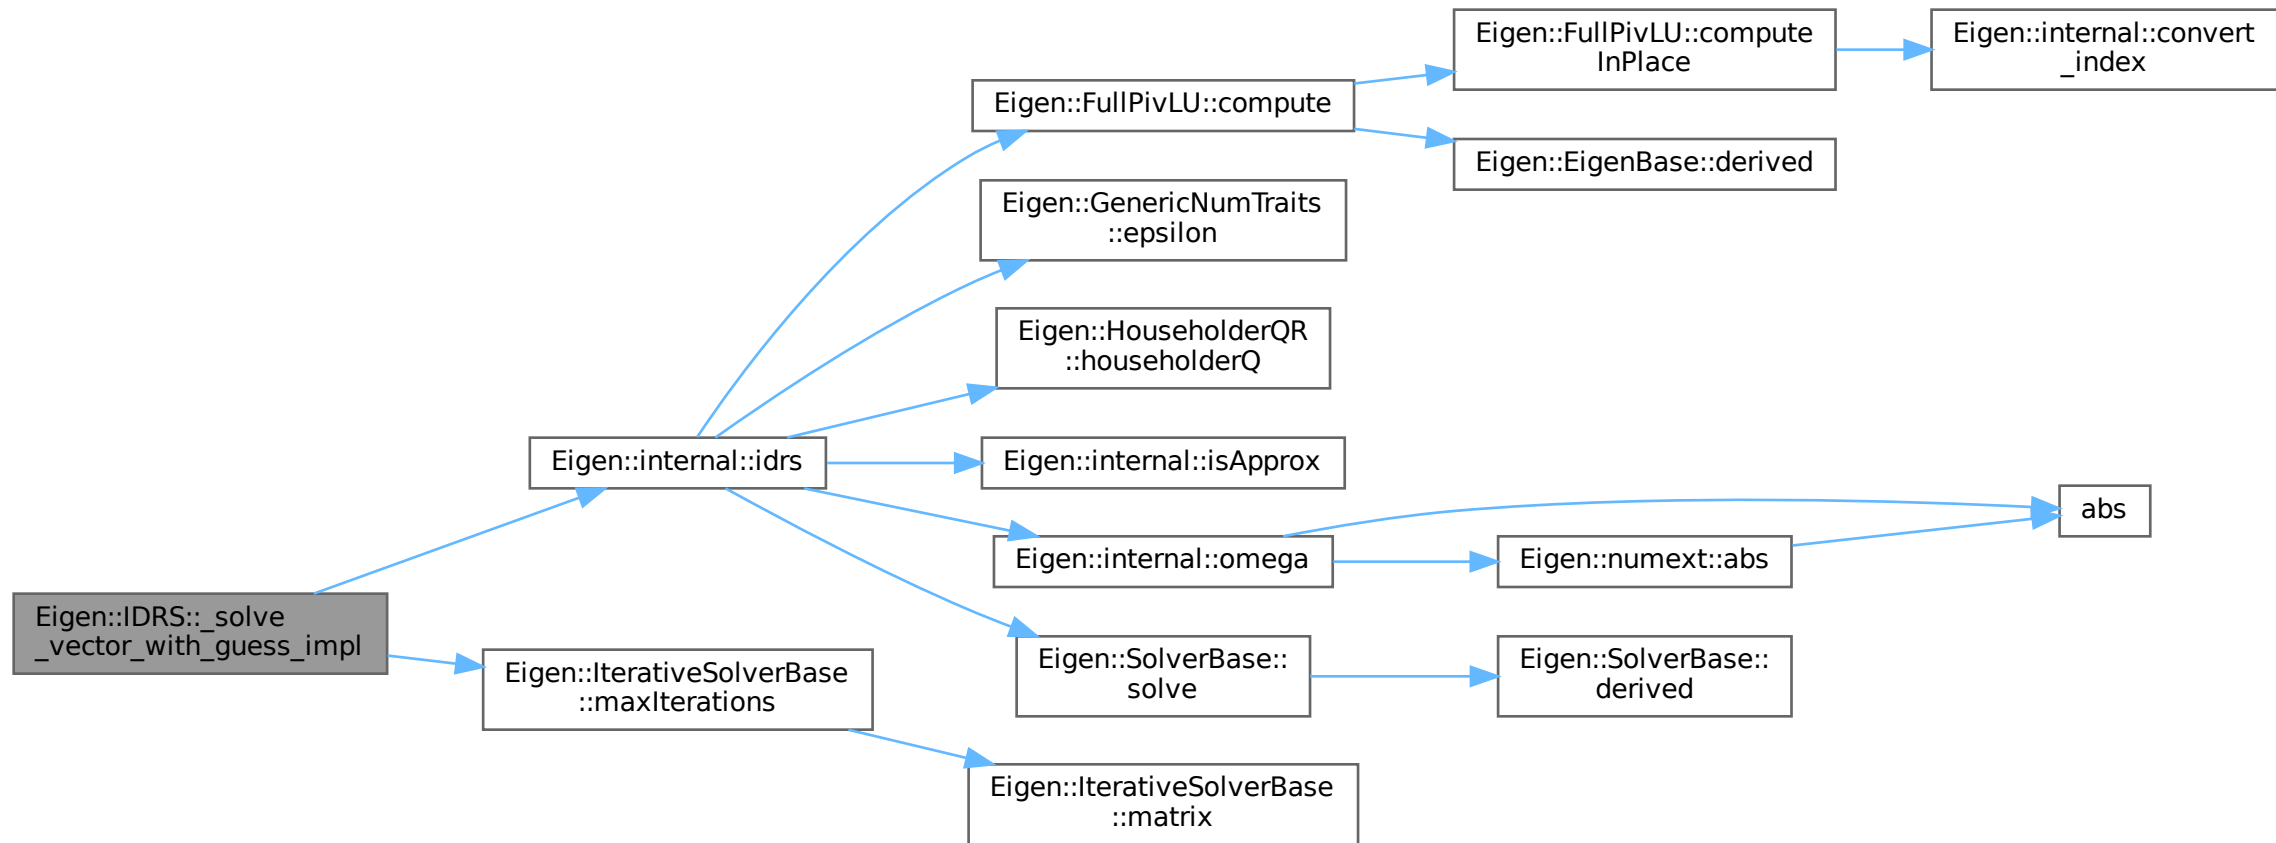 Eigen::FullPivLU::compute
InPlace
Eigen::internal::convert
_index
Eigen::FullPivLU::compute
Eigen::EigenBase::derived
Eigen::GenericNumTraits
::epsilon
Eigen::HouseholderQR
::householderQ
Eigen::internal::idrs
Eigen::internal::isApprox
abs
Eigen::internal::omega
Eigen::numext::abs
Eigen::IDRS::_solve
_vector_with_guess_impl
Eigen::IterativeSolverBase
::maxIterations
Eigen::SolverBase::
solve
Eigen::SolverBase::
derived
Eigen::IterativeSolverBase
::matrix